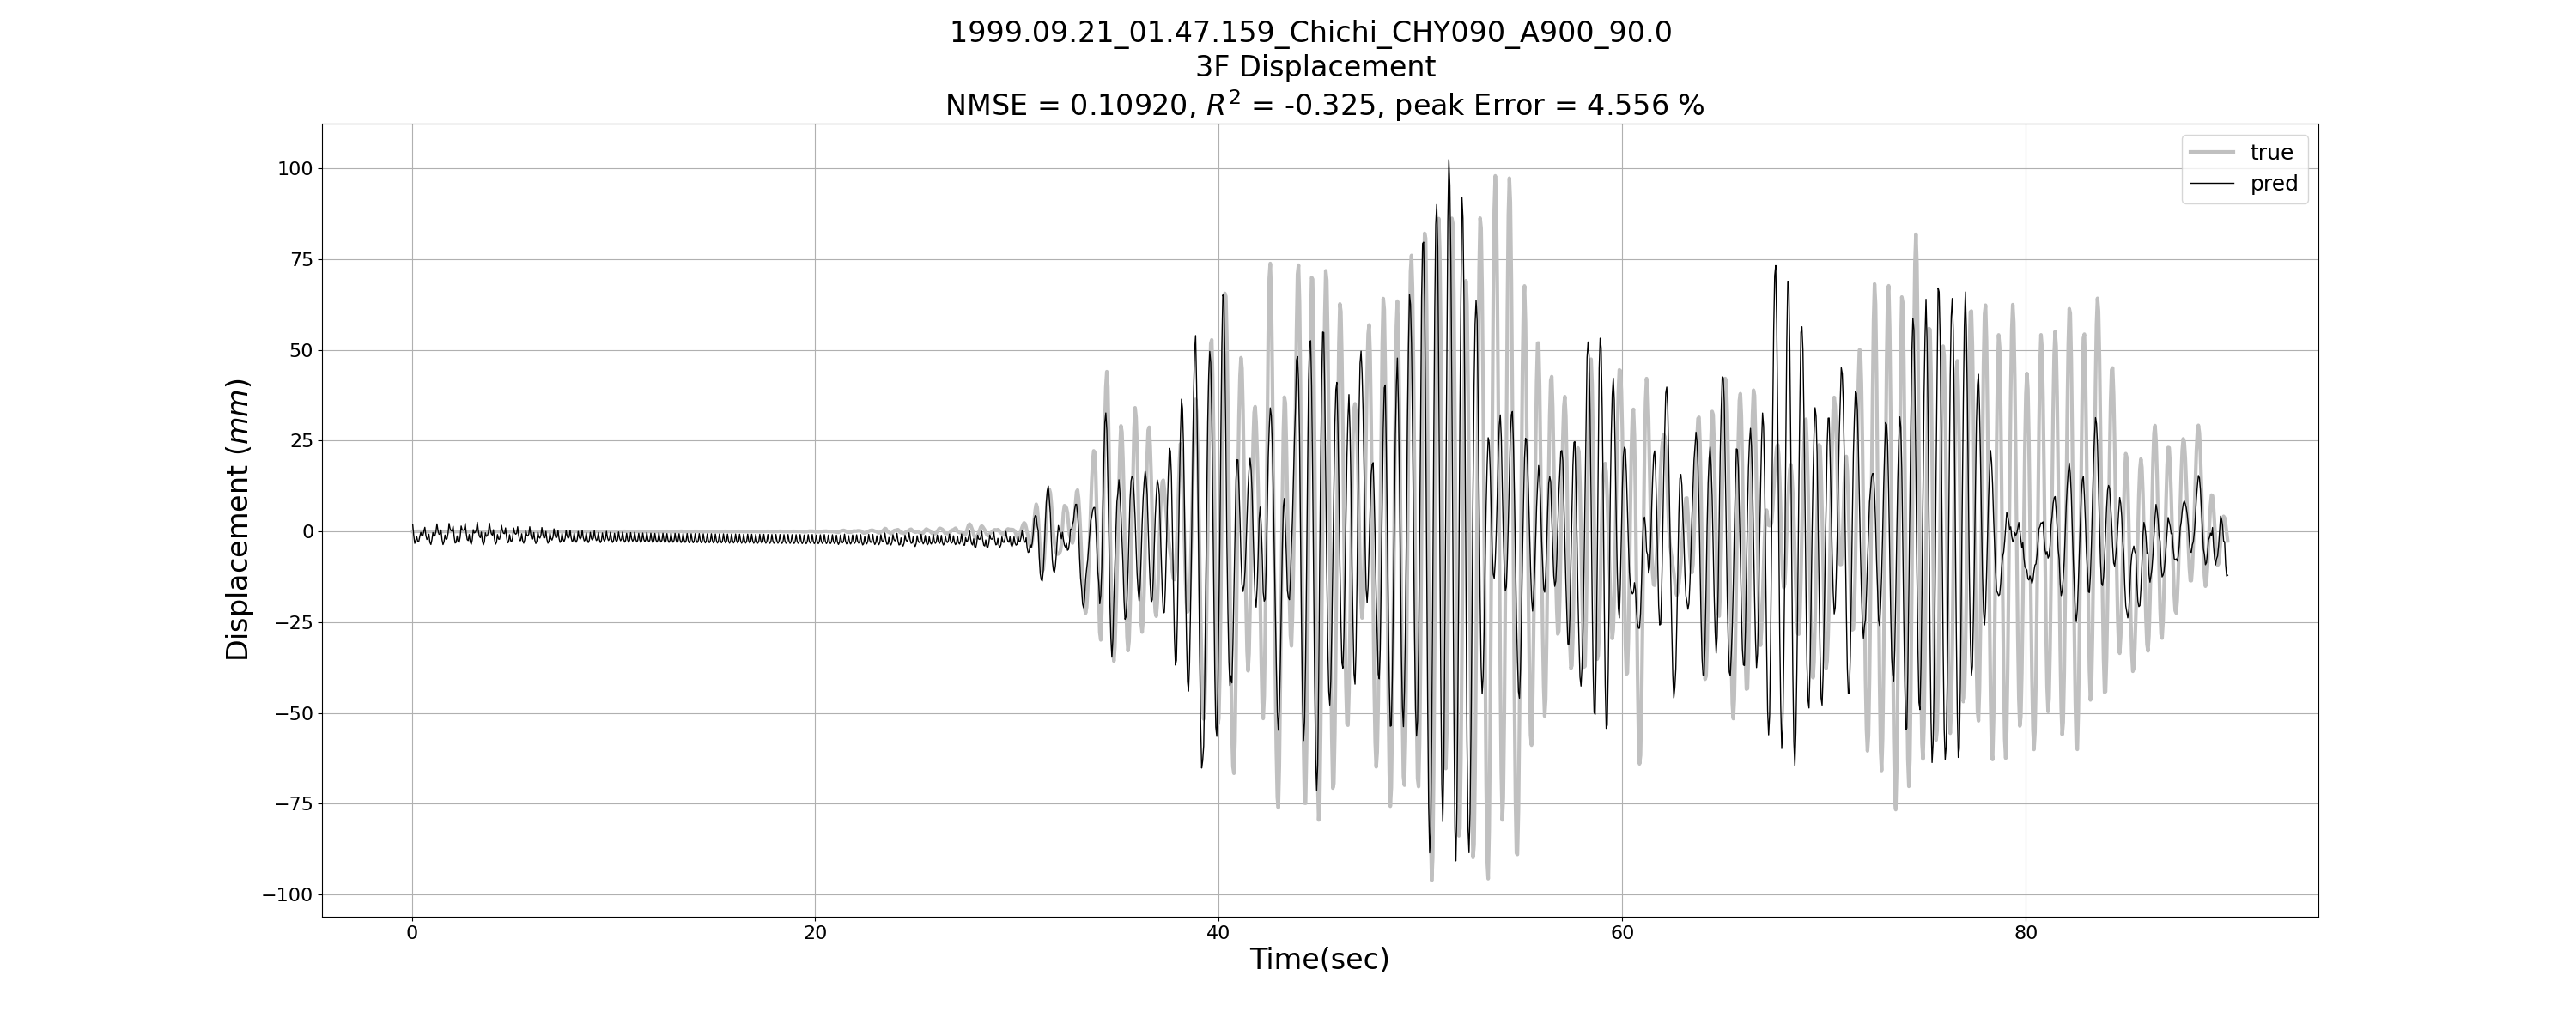 1999.09.21_01.47.159_Chichi_CHY090_A900_90.0
3F Displacement
NMSE = 0.10920, R² = -0.325, peak Error = 4.556 %
true
pred
100
75
50
25
0
−25
−50
−75
−100
Displacement (mm)
0 20 40 60 80
Time(sec)